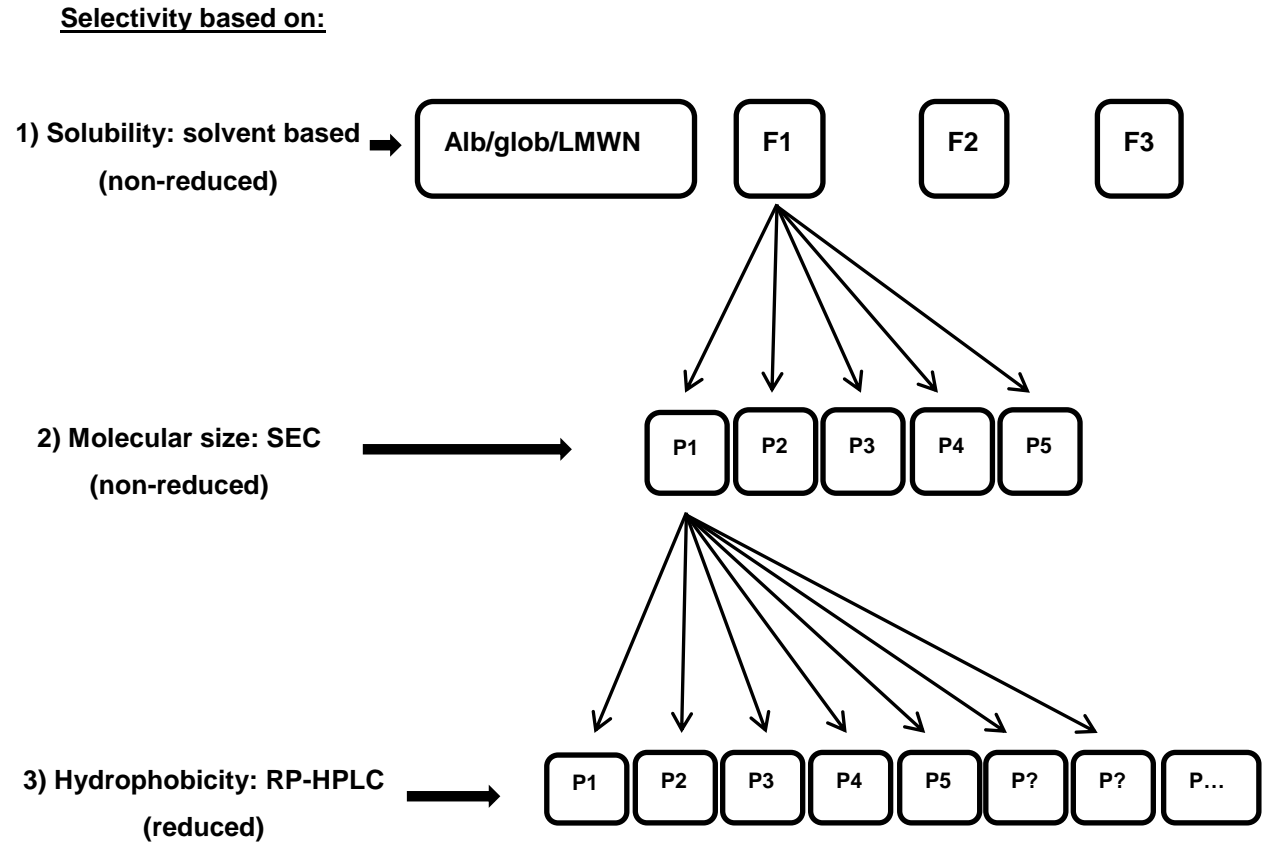 Selectivity based on:
1) Solubility: solvent based
(non-reduced)
Alb/glob/LMWN
F1
F2
F3
2) Molecular size: SEC
(non-reduced)
P1
P2
P3
P4
P5
3) Hydrophobicity: RP-HPLC
(reduced)
P1
P2
P3
P4
P5
P?
P?
P...